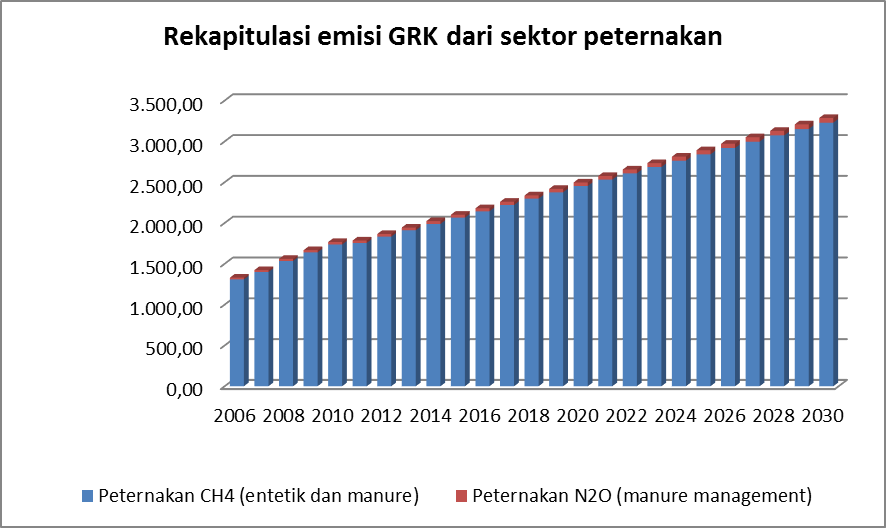 Rekapitulasi emisi GRK dari sektor peternakan
3.500,00
3.000,00
2.500,00
2.000,00
1.500,00
1.000,00
500,00
0,00
2006 2008 2010 2012 2014 2016 2018 2020 2022 2024 2026 2028 2030
Peternakan CH4 (entetik dan manure) Peternakan N2O (manure management)